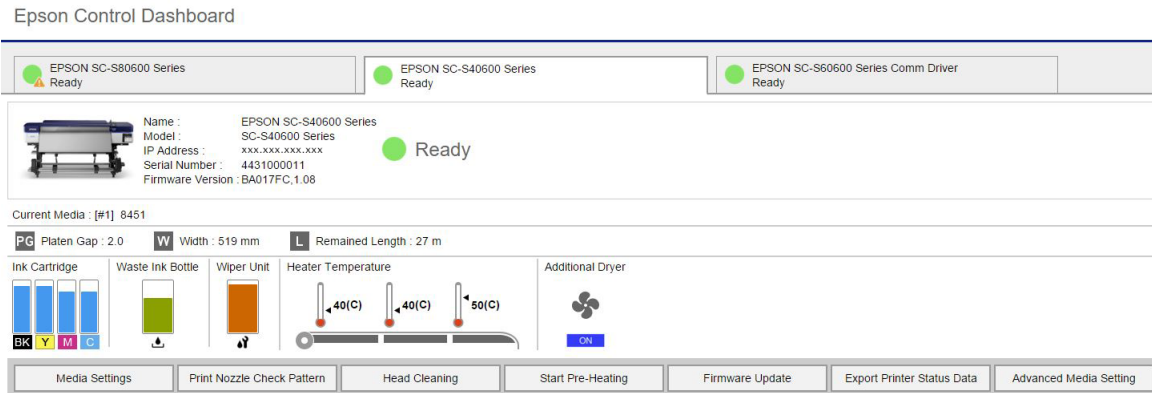 Epson Control Dashboard
EPSON SC-S80600 Series
Ready
EPSON SC-S40600 Series
Ready
EPSON SC-S60600 Series Comm Driver
Ready
Name : EPSON SC-S40600 Series
Model : SC-S40600 Series
IP Address : xxx.xxx.xxx.xxx
Serial Number : 4431000011
Firmware Version : BA017FC,1.08
Ready
Current Media : [#1] 8451
PG Platen Gap : 2.0 W Width : 519 mm L Remained Length : 27 m
Ink Cartridge Waste Ink Bottle Wiper Unit Heater Temperature Additional Dryer
40(C) 40(C) 50(C)
BK Y M C ON
Media Settings Print Nozzle Check Pattern Head Cleaning Start Pre-Heating Firmware Update Export Printer Status Data Advanced Media Setting